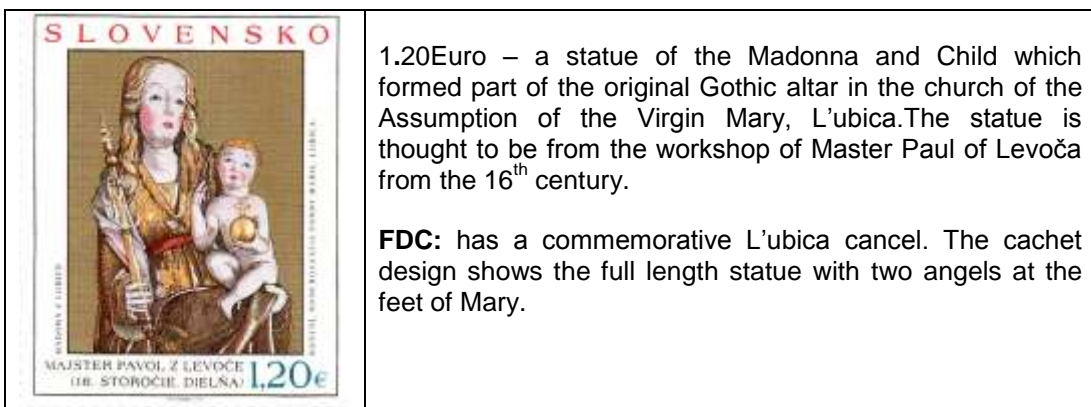 SLOVENSKO
MAJSTER PAVOL Z LEVOČE
(16. STOROČIE, DIELŇA) 1,20€
1.20Euro – a statue of the Madonna and Child which
formed part of the original Gothic altar in the church of the
Assumption of the Virgin Mary, L'ubica.The statue is
thought to be from the workshop of Master Paul of Levoča
from the 16th century.
FDC: has a commemorative L'ubica cancel. The cachet
design shows the full length statue with two angels at the
feet of Mary.